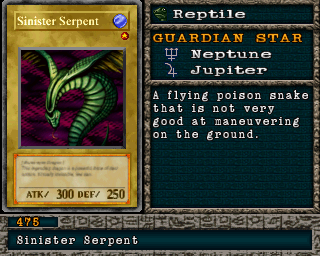 Sinister Serpent
ATK/ 300 DEF/ 250
Reptile
GUARDIAN STAR
Neptune
Jupiter
A flying poison snake
that is not very
good at maneuvering
on the ground.
475
Sinister Serpent